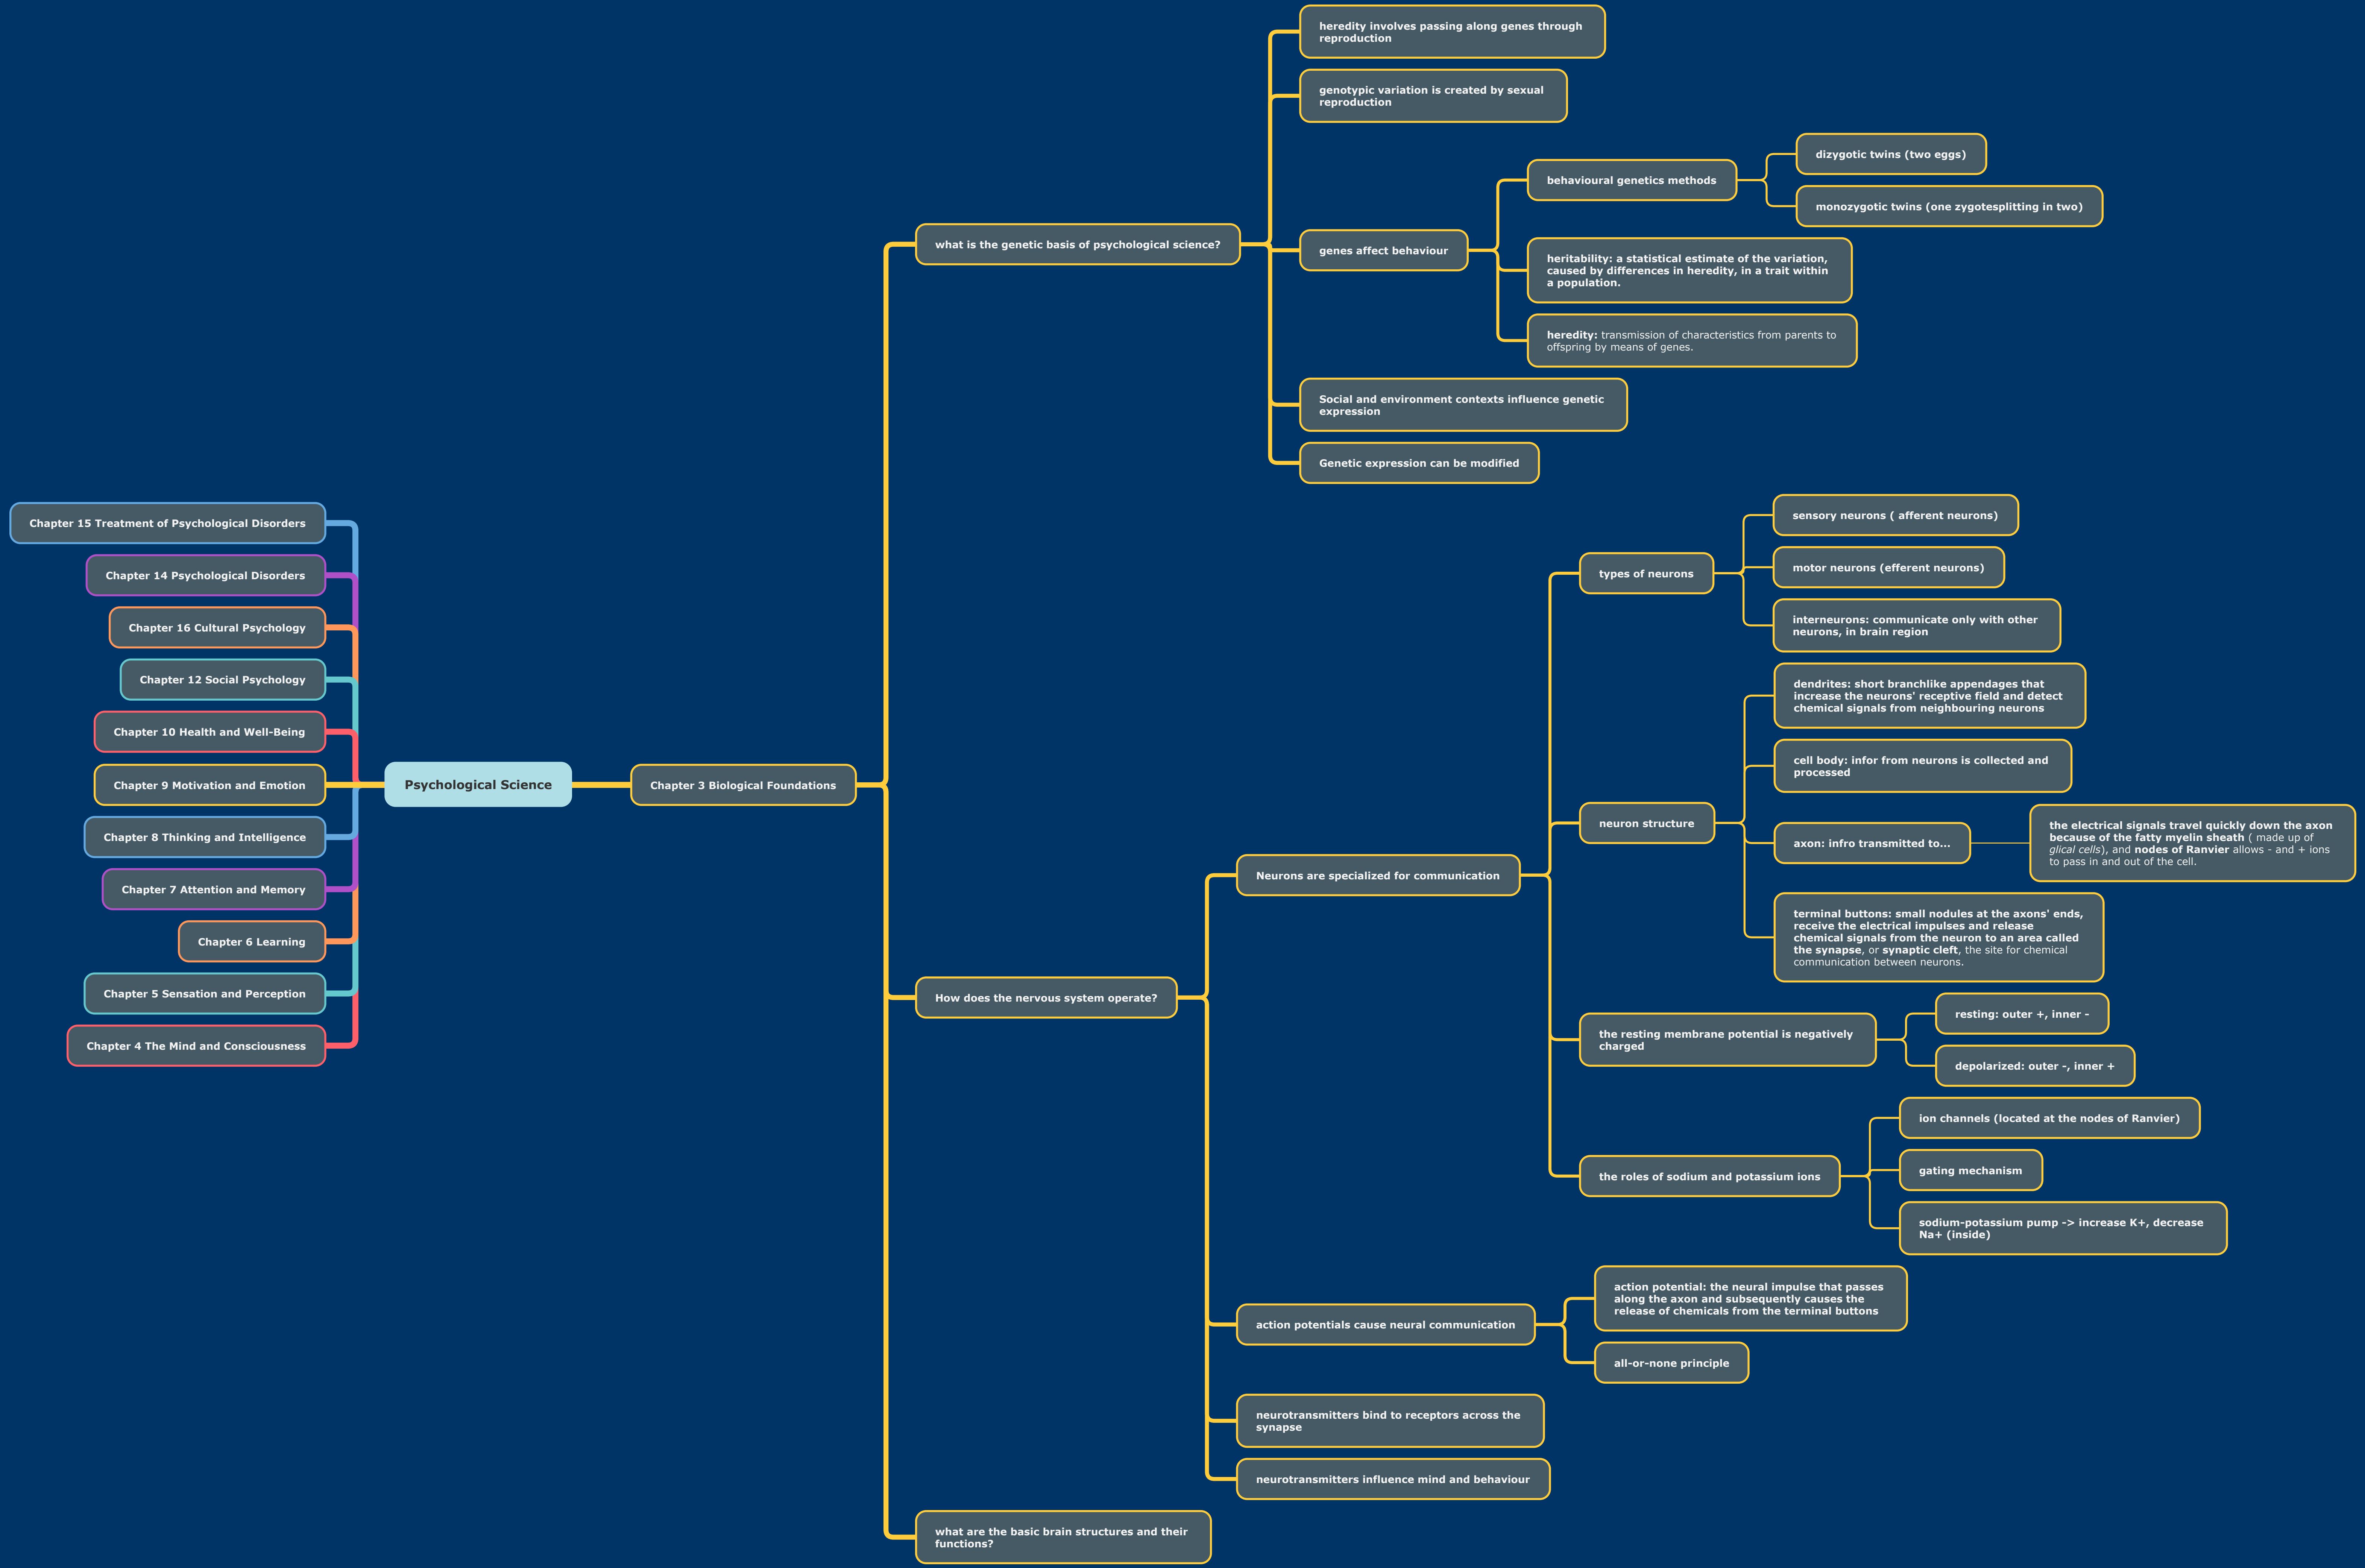 Psychological Science
Chapter 3 Biological Foundations
what is the genetic basis of psychological science?
heredity involves passing along genes through
reproduction
genotypic variation is created by sexual
reproduction
genes affect behaviour
behavioural genetics methods
dizygotic twins (two eggs)
monozygotic twins (one zygotesplitting in two)
heritability: a statistical estimate of the variation,
caused by differences in heredity, in a trait within
a population.
heredity: transmission of characteristics from parents to
offspring by means of genes.
Social and environment contexts influence genetic
expression
Genetic expression can be modified
How does the nervous system operate?
Neurons are specialized for communication
types of neurons
sensory neurons ( afferent neurons)
motor neurons (efferent neurons)
interneurons: communicate only with other
neurons, in brain region
neuron structure
dendrites: short branchlike appendages that
increase the neurons' receptive field and detect
chemical signals from neighbouring neurons
cell body: infor from neurons is collected and
processed
axon: infro transmitted to...
the electrical signals travel quickly down the axon
because of the fatty myelin sheath ( made up of
glical cells), and nodes of Ranvier allows - and + ions
to pass in and out of the cell.
terminal buttons: small nodules at the axons' ends,
receive the electrical impulses and release
chemical signals from the neuron to an area called
the synapse, or synaptic cleft, the site for chemical
communication between neurons.
the resting membrane potential is negatively
charged
resting: outer +, inner -
depolarized: outer -, inner +
the roles of sodium and potassium ions
ion channels (located at the nodes of Ranvier)
gating mechanism
sodium-potassium pump -> increase K+, decrease
Na+ (inside)
action potentials cause neural communication
action potential: the neural impulse that passes
along the axon and subsequently causes the
release of chemicals from the terminal buttons
all-or-none principle
neurotransmitters bind to receptors across the
synapse
neurotransmitters influence mind and behaviour
what are the basic brain structures and their
functions?
Chapter 15 Treatment of Psychological Disorders
Chapter 14 Psychological Disorders
Chapter 16 Cultural Psychology
Chapter 12 Social Psychology
Chapter 10 Health and Well-Being
Chapter 9 Motivation and Emotion
Chapter 8 Thinking and Intelligence
Chapter 7 Attention and Memory
Chapter 6 Learning
Chapter 5 Sensation and Perception
Chapter 4 The Mind and Consciousness